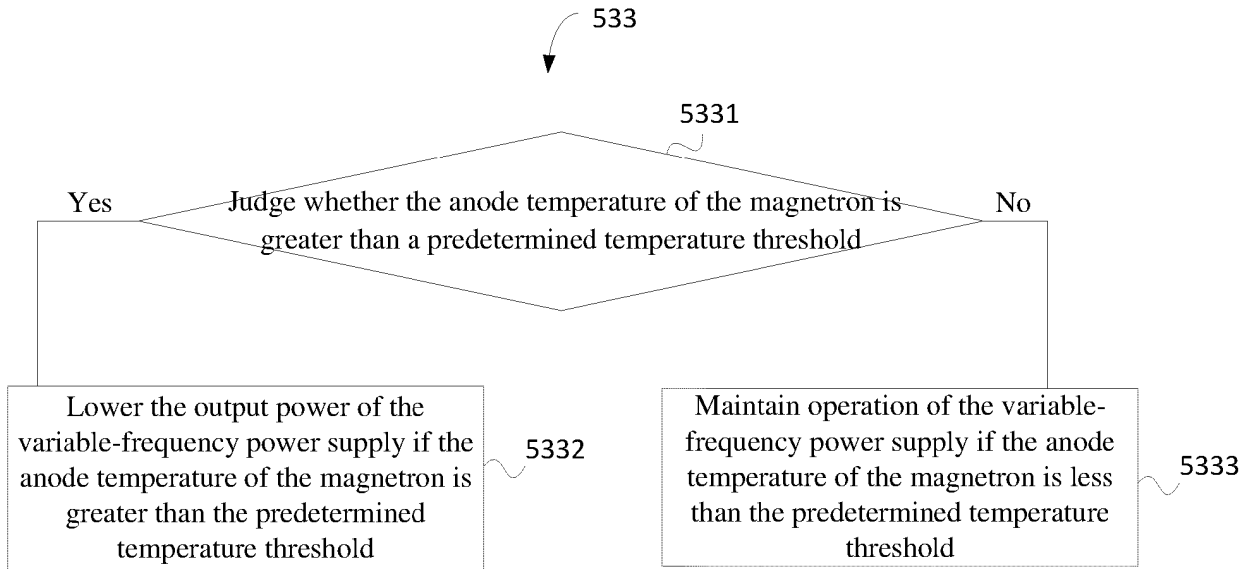 533
5331
Yes
Judge whether the anode temperature of the magnetron is
greater than a predetermined temperature threshold
No
Lower the output power of the
variable-frequency power supply if the
anode temperature of the magnetron is
greater than the predetermined
temperature threshold
5332
Maintain operation of the variable-
frequency power supply if the anode
temperature of the magnetron is less
than the predetermined temperature
threshold
5333